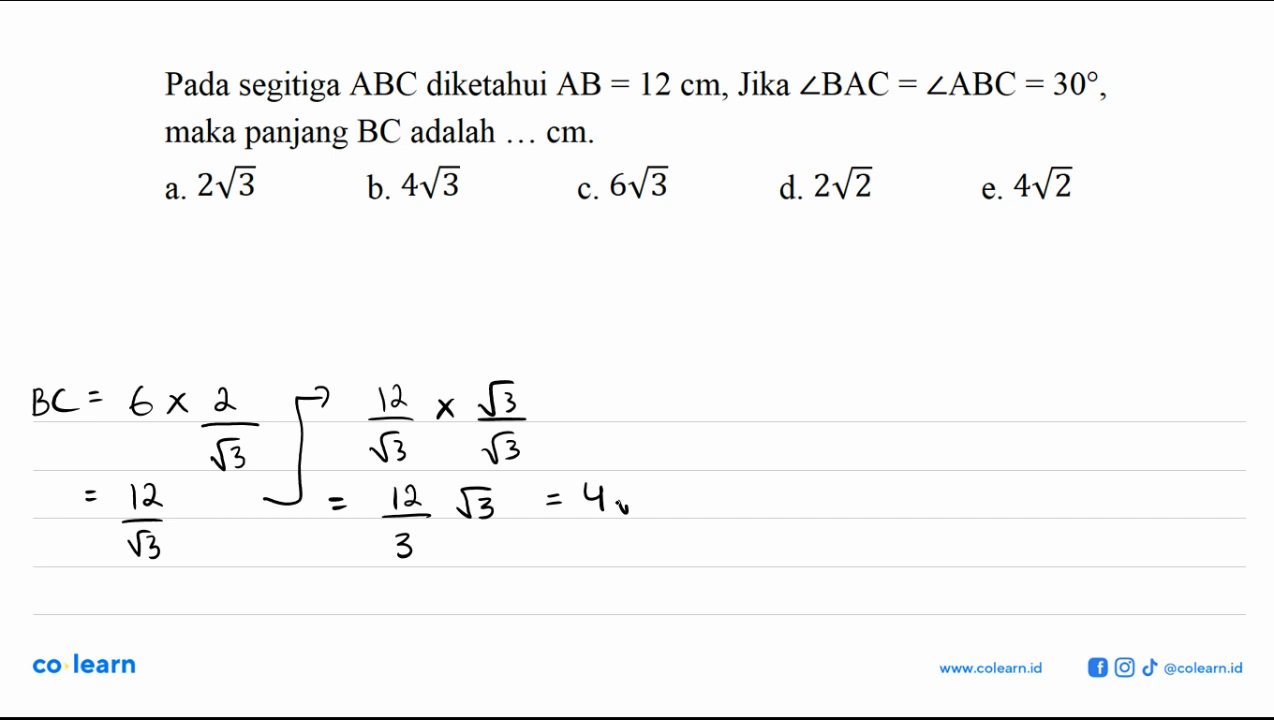 Pada segitiga ABC diketahui AB = 12 cm, Jika ∠BAC = ∠ABC = 30°,
maka panjang BC adalah … cm.
a. 2√3 b. 4√3 c. 6√3 d. 2√2 e. 4√2
BC = 6 × 2/√3
= 12/√3
12/√3 × √3/√3
= 12/3 √3 = 4
co·learn
www.colearn.id @colearn.id